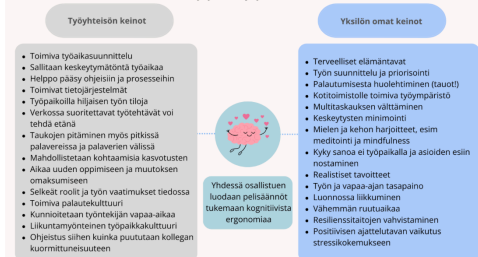 Työyhteisön keinot
• Toimiva työaikasuunnittelu
• Sallitaan keskeytymätöntä työaikaa
• Helppo pääsy ohjeisiin ja prosesseihin
• Toimivat tietojärjestelmät
• Työpaikoilla hiljaisen työn tiloja
• Verkossa suoritettavat työtehtävät voi
tehdä etänä
• Taukojen pitäminen myös pitkissä
palavereissa ja palaverien välissä
• Mahdollistetaan kohtaamisia kasvotusten
• Aikaa uuden oppimiseen ja muutoksen
omaksumiseen
• Selkeät roolit ja työn vaatimukset tiedossa
• Toimiva palautekulttuuri
• Kunnioitetaan työntekijän vapaa-aikaa
• Liikuntamyönteinen työpaikkakulttuuri
• Ohjeistus siihen kuinka puututaan kollegan
kuormittuneisuuteen
Yhdessä osallistuen
luodaan pelisäännöt
tukemaan kognitiivista
ergonomiaa
Yksilön omat keinot
• Terveelliset elämäntavat
• Työn suunnittelu ja priorisointi
• Palautumisesta huolehtiminen (tauot!)
• Kotitoimistolle toimiva työympäristö
• Multitaskauksen välttäminen
• Keskeytysten minimointi
• Mielen ja kehon harjoitteet, esim
meditointi ja mindfulness
• Kyky sanoa ei työpaikalla ja asioiden esiin
nostaminen
• Realistiset tavoitteet
• Työn ja vapaa-ajan tasapaino
• Luonnossa liikkuminen
• Vähemmän ruutuaikaa
• Resilienssitaitojen vahvistaminen
• Positiivisen ajattelutavan vaikutus
stressikokemukseen